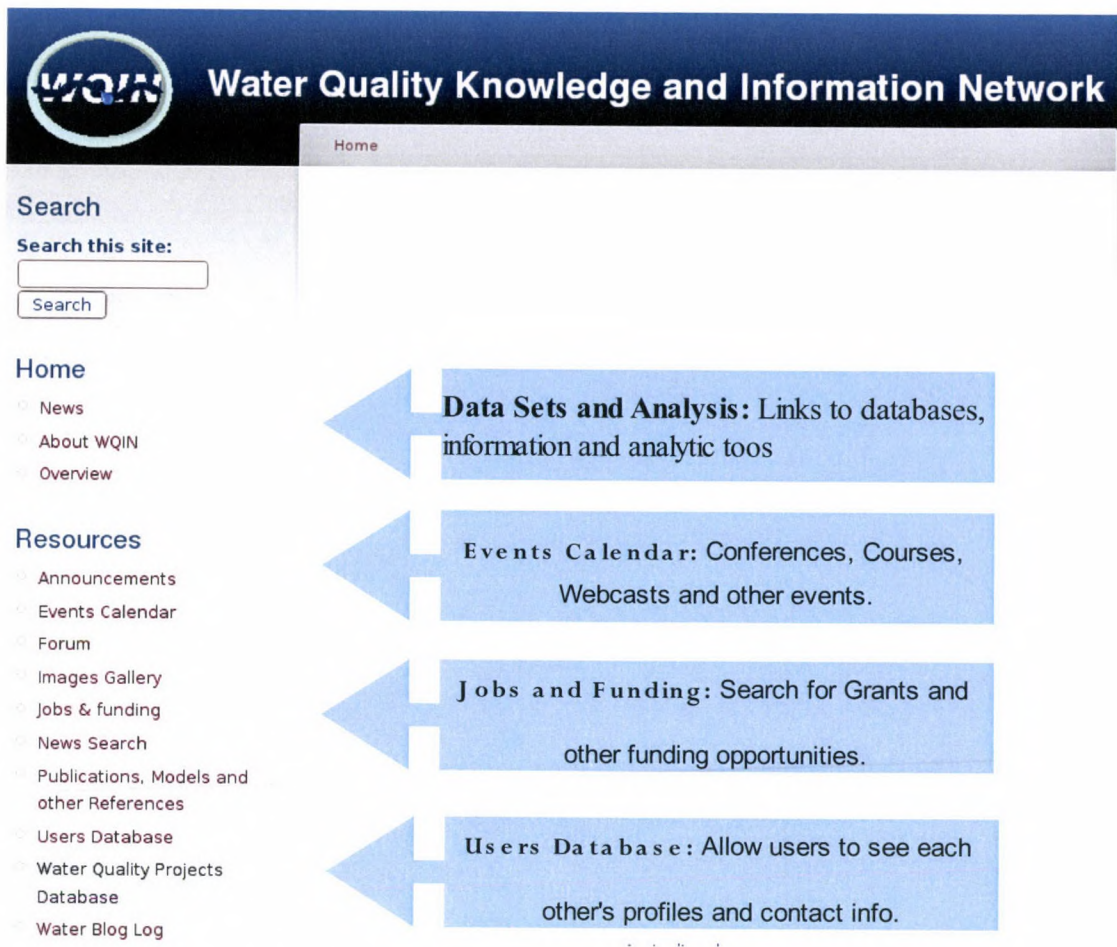 WQIN
Water Quality Knowledge and Information Network
Home
Search
Search this site:
Search
Home
News
About WQIN
Overview
Resources
Announcements
Events Calendar
Forum
Images Gallery
Jobs & funding
News Search
Publications, Models and
other References
Users Database
Water Quality Projects
Database
Water Blog Log
Data Sets and Analysis: Links to databases,
information and analytic toos
Events Calendar: Conferences, Courses,
Webcasts and other events.
Jobs and Funding: Search for Grants and
other funding opportunities.
Users Database: Allow users to see each
other's profiles and contact info.